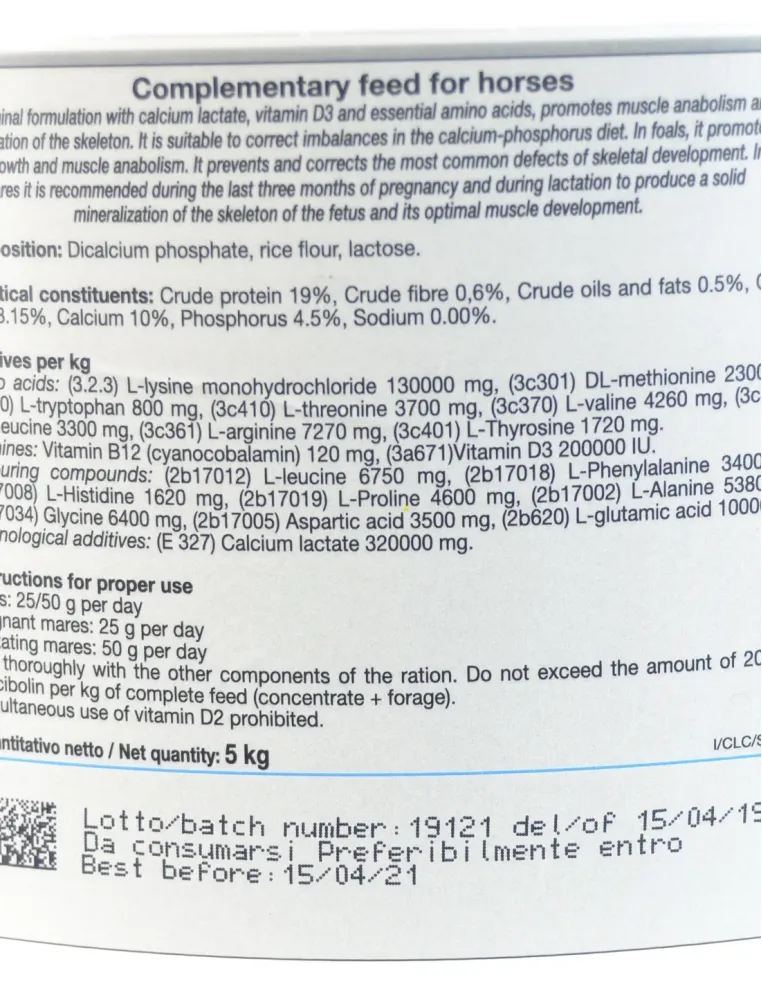 Complementary feed for horses
inal formulation with calcium lactate, vitamin D3 and essential amino acids, promotes muscle anabolism a
ation of the skeleton. It is suitable to correct imbalances in the calcium-phosphorus diet. In foals, it promot
owth and muscle anabolism. It prevents and corrects the most common defects of skeletal development. In
res it is recommended during the last three months of pregnancy and during lactation to produce a solid
mineralization of the skeleton of the fetus and its optimal muscle development.
osition: Dicalcium phosphate, rice flour, lactose.
tical constituents: Crude protein 19%, Crude fibre 0,6%, Crude oils and fats 0.5%,
3.15%, Calcium 10%, Phosphorus 4.5%, Sodium 0.00%.
ives per kg
o acids: (3.2.3) L-lysine monohydrochloride 130000 mg, (3c301) DL-methionine 2300
0) L-tryptophan 800 mg, (3c410) L-threonine 3700 mg, (3c370) L-valine 4260 mg, (3c
eucine 3300 mg, (3c361) L-arginine 7270 mg, (3c401) L-Thyrosine 1720 mg.
ines: Vitamin B12 (cyanocobalamin) 120 mg, (3a671)Vitamin D3 200000 IU.
uring compounds: (2b17012) L-leucine 6750 mg, (2b17018) L-Phenylalanine 3400
7008) L-Histidine 1620 mg, (2b17019) L-Proline 4600 mg, (2b17002) L-Alanine 5380
7034) Glycine 6400 mg, (2b17005) Aspartic acid 3500 mg, (2b620) L-glutamic acid 1000
nological additives: (E 327) Calcium lactate 320000 mg.
ructions for proper use
s: 25/50 g per day
nant mares: 25 g per day
ating mares: 50 g per day
thoroughly with the other components of the ration. Do not exceed the amount of 20
cibolin per kg of complete feed (concentrate + forage).
ultaneous use of vitamin D2 prohibited.
antitativo netto / Net quantity: 5 kg
I/CLC/S
Lotto/batch number: 19121 del/of 15/04/19
Da consumarsi Preferibilmente entro
Best before: 15/04/21